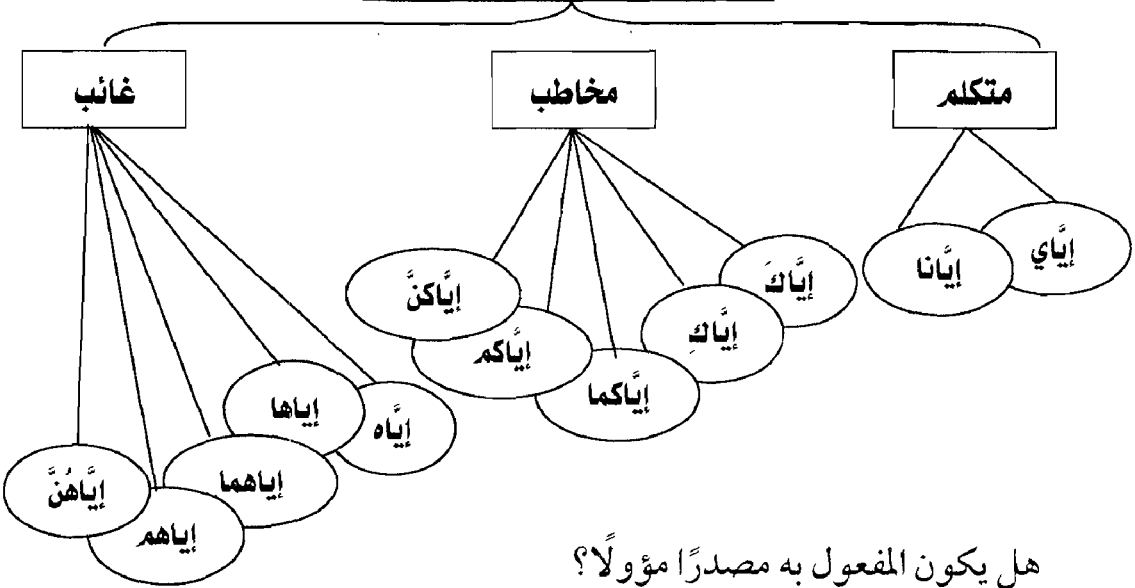 متكلم
مخاطب
غائب
إيَّاي
إيَّانا
إيَّاكَ
إيَّاكِ
إيَّاكما
إيَّاكم
إيَّاكنَّ
إيَّاه
إياها
إياهما
إياهم
إيَّاهُنَّ
هل يكون المفعول به مصدرًا مؤولًا؟